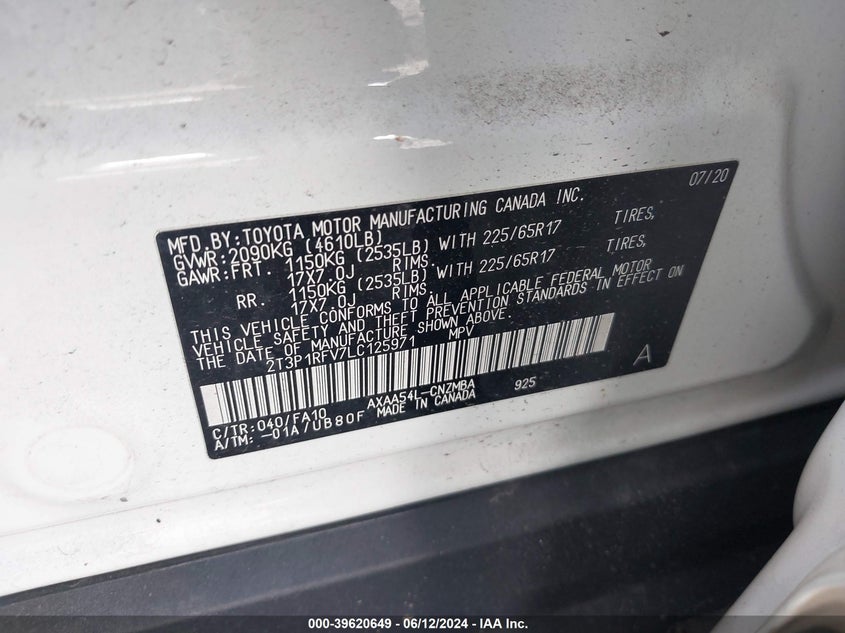 07/20
MFD.BY:TOYOTA MOTOR MANUFACTURING CANADA INC.
GVWR:2090KG (4610LB)
GAWR:FRT. 1150KG (2535LB) WITH 225/65R17 TIRES,
17X7.0J RIMS.
RR. 1150KG (2535LB) WITH 225/65R17 TIRES,
17X7.0J RIMS.
THIS VEHICLE CONFORMS TO ALL APPLICABLE FEDERAL MOTOR
VEHICLE SAFETY AND THEFT PREVENTION STANDARDS IN EFFECT ON
THE DATE OF MANUFACTURE SHOWN ABOVE.
2T3P1RFV7LC125971 MPV
C/TR:040/FA10 AXAA54L-CNZMBA 925 A
A/TM:-01A/UB80F MADE IN CANADA
000-39620649 - 06/12/2024 - IAA Inc.